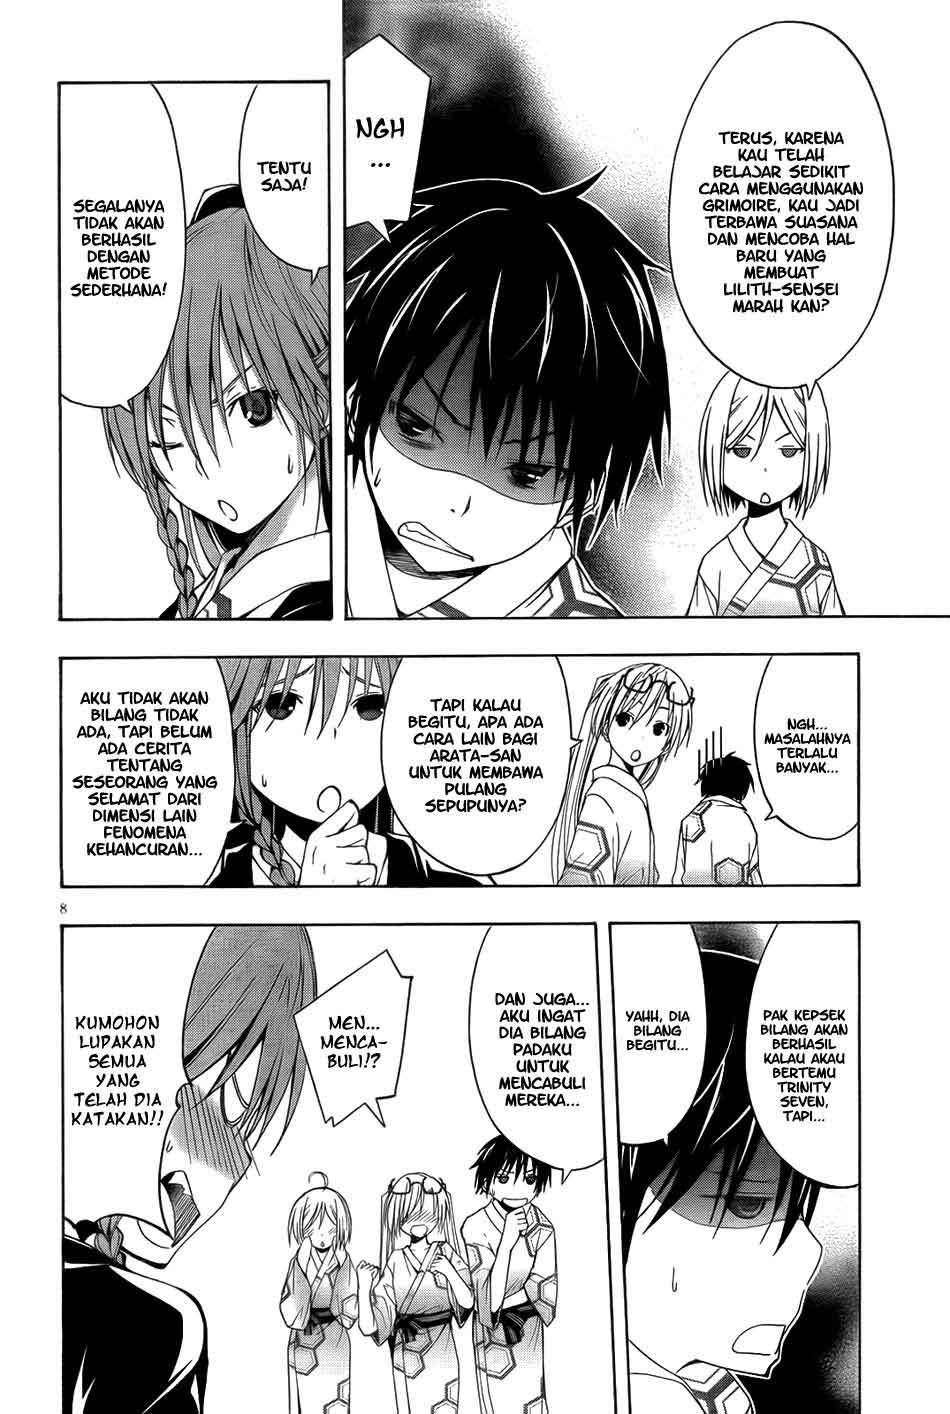 TERUS, KARENA
KAU TELAH
BELAJAR SEDIKIT
CARA MENGGUNAKAN
GRIMOIRE, KAU JADI
TERBAWA SUASANA
DAN MENCOBA HAL
BARU YANG
MEMBUAT
LILITH-SENSEI
MARAH KAN?
NGH
...
TENTU
SAJA!
SEGALANYA
TIDAK AKAN
BERHASIL
DENGAN
METODE
SEDERHANA!
NGH...
MASALAHNYA
TERLALU
BANYAK...
TAPI KALAU
BEGITU, APA ADA
CARA LAIN BAGI
ARATA-SAN
UNTUK MEMBAWA
PULANG
SEPUPUNYA?
AKU TIDAK AKAN
BILANG TIDAK
ADA, TAPI BELUM
ADA CERITA
TENTANG
SESEORANG YANG
SELAMAT DARI
DIMENSI LAIN
FENOMENA
KEHANCURAN...
8
PAK KEPSEK
BILANG AKAN
BERHASIL
KALAU AKAU
BERTEMU
TRINITY
SEVEN,
TAPI...
YAHH, DIA
BILANG
BEGITU...
DAN JUGA...
AKU INGAT
DIA BILANG
PADAKU
UNTUK
MENCABULI
MEREKA...
MEN...
MENCA-
BULI!?
KUMOHON
LUPAKAN
SEMUA
YANG
TELAH DIA
KATAKAN!!